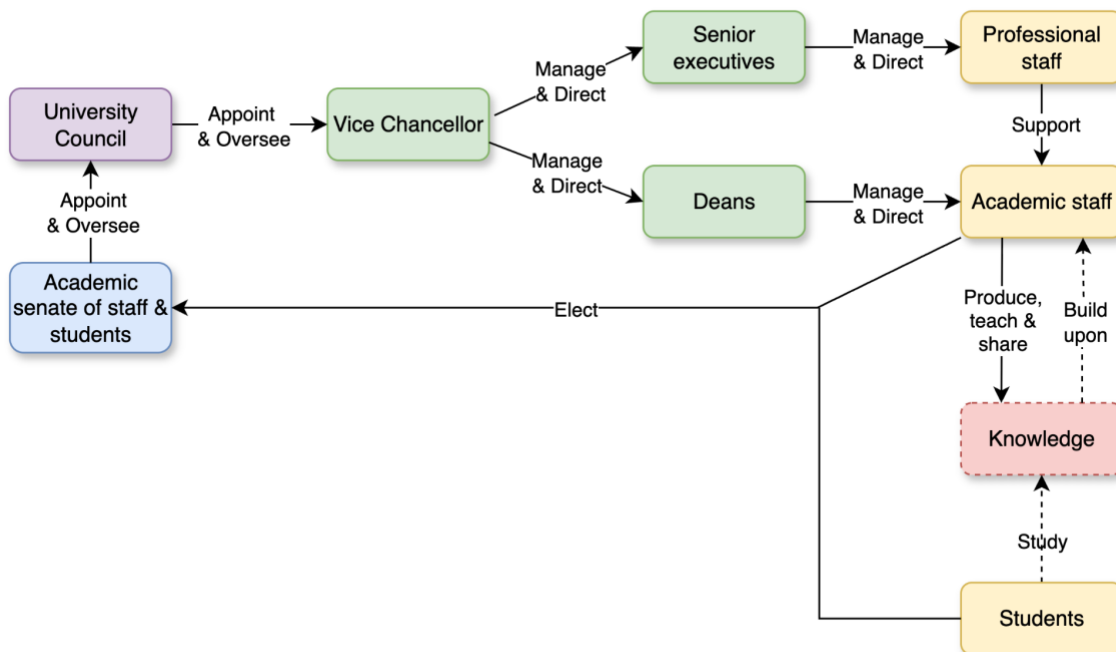 Senior
executives
Manage
& Direct
Professional
staff
Manage
& Direct
University
Council
Appoint
& Oversee
Vice Chancellor
Support
Manage
& Direct
Deans
Manage
& Direct
Academic staff
Appoint
& Oversee
Academic
senate of staff &
students
Elect
Produce,
teach &
share
Build
upon
Knowledge
Study
Students